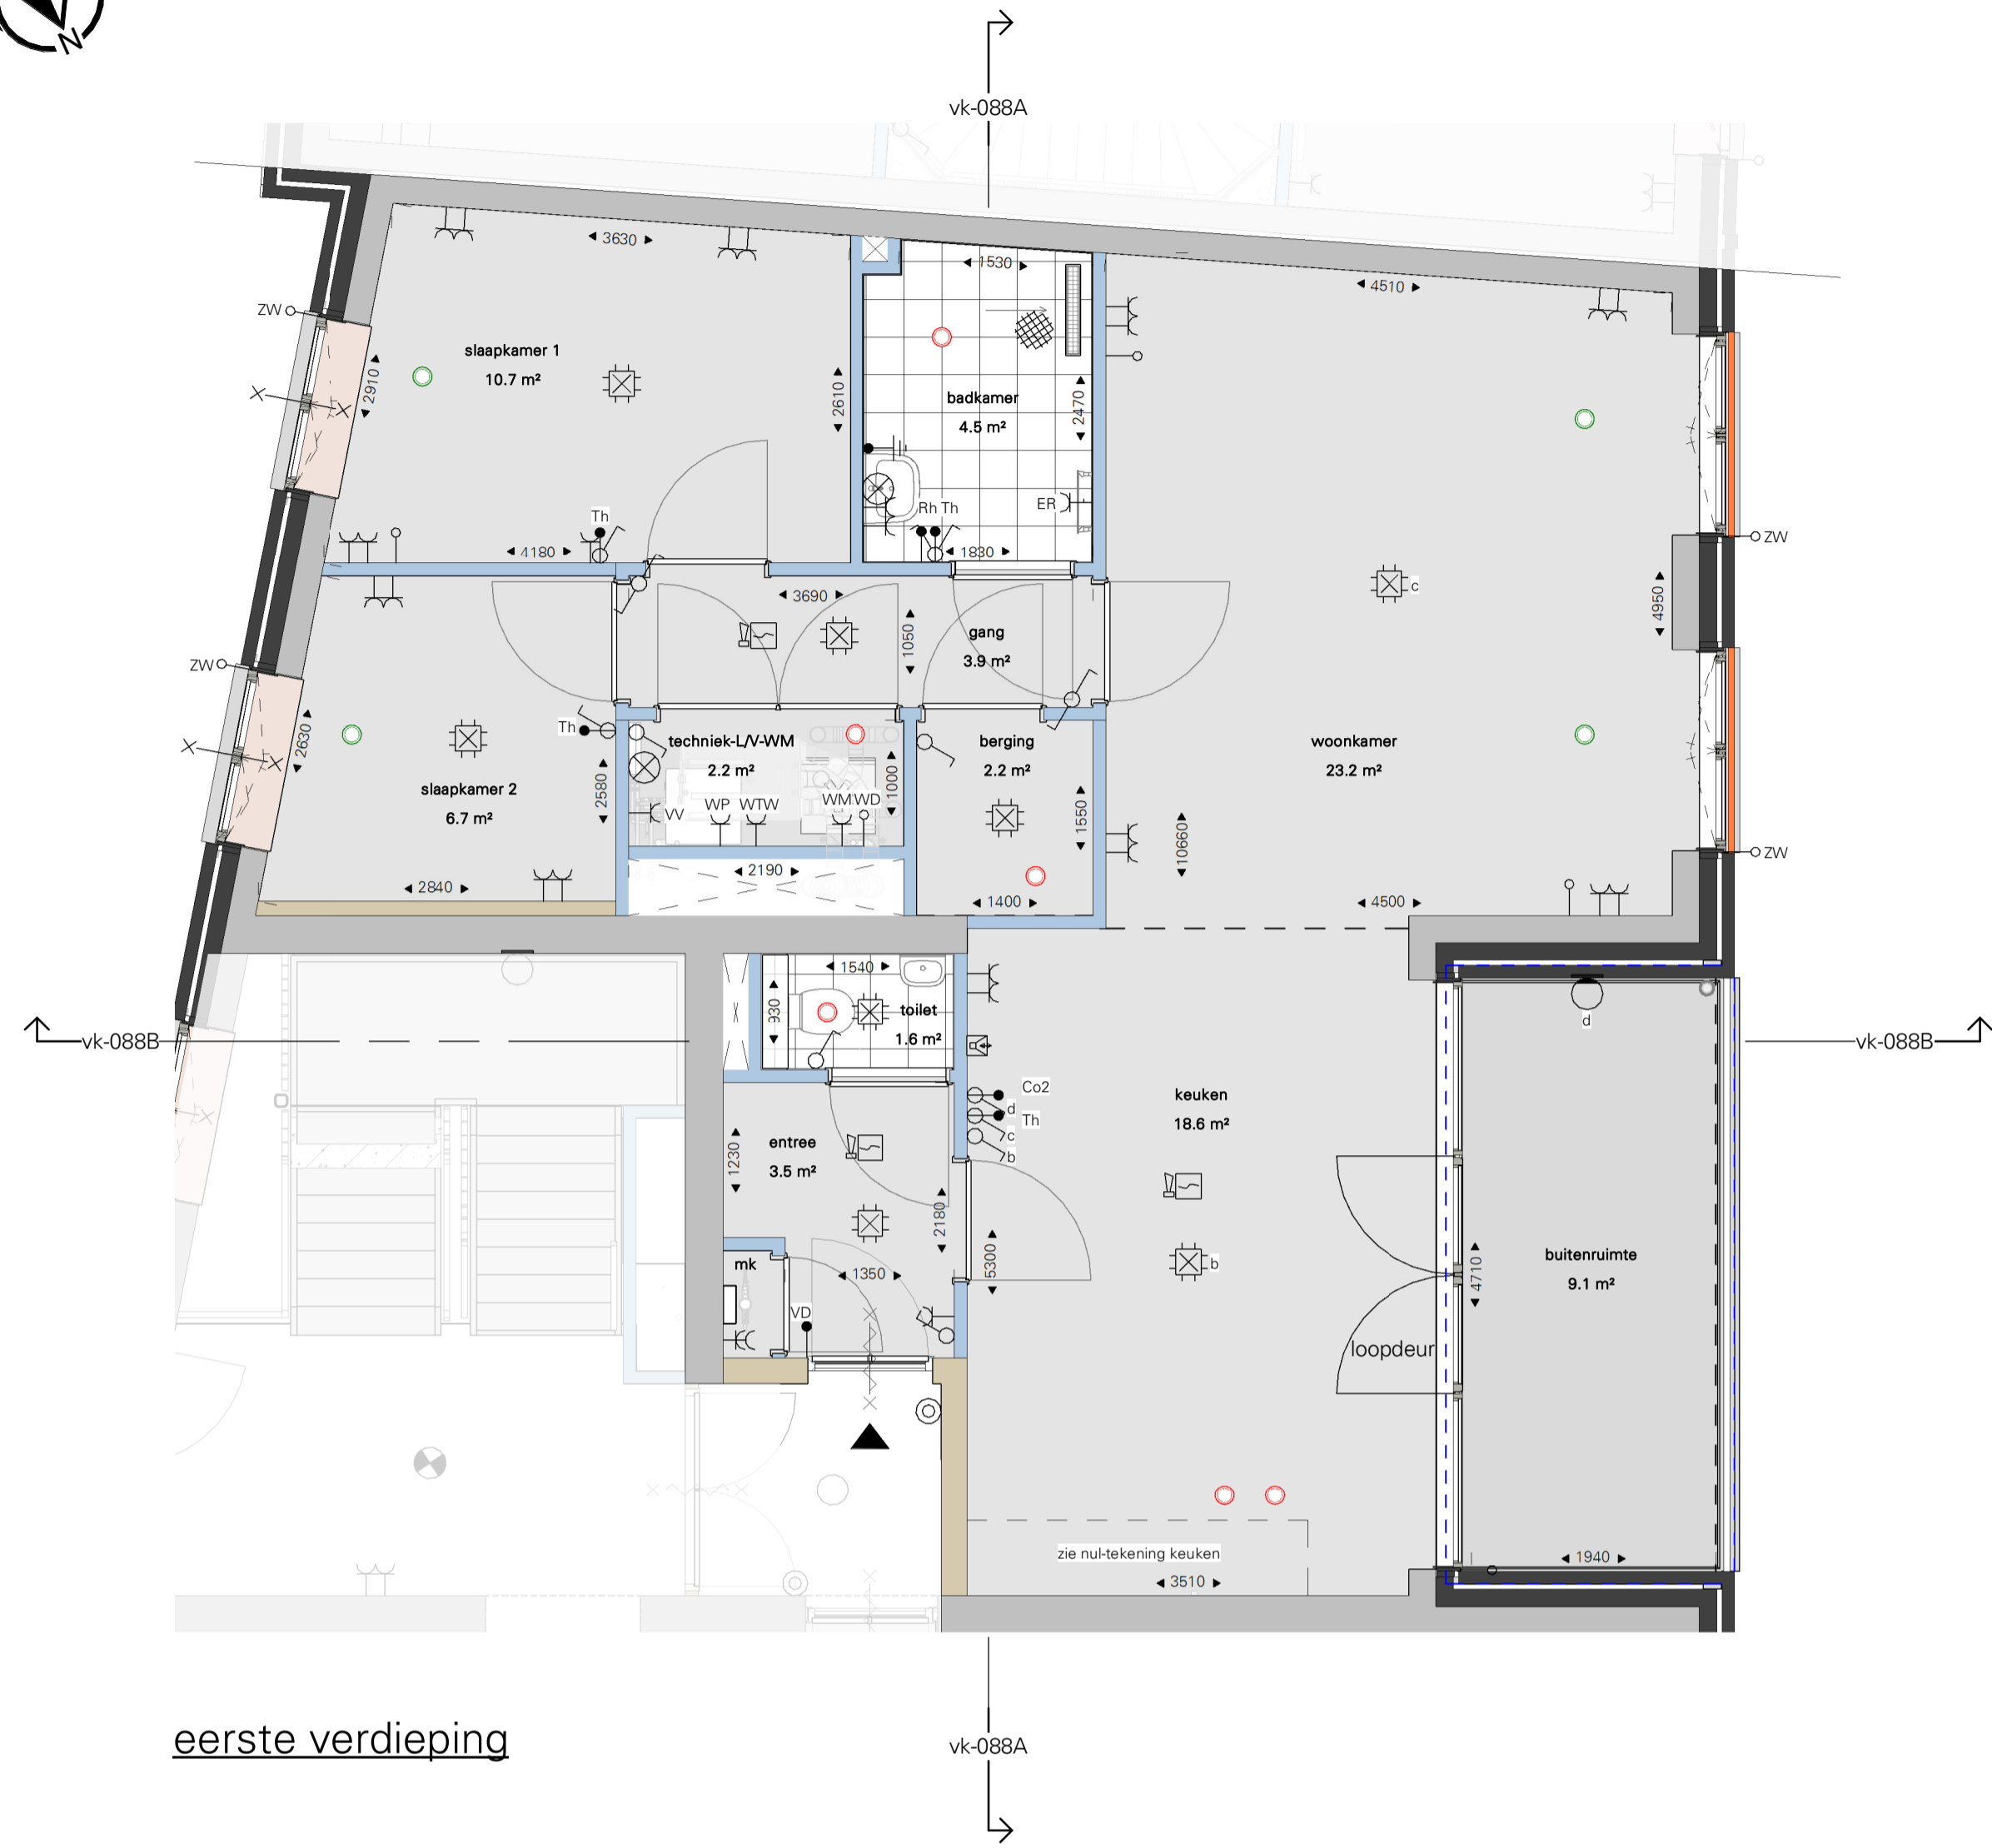 N
vk-088A
3630
1530
4510
ZW
slaapkamer 1
10.7 m²
2910
2610
badkamer
4.5 m²
2470
Rh Th
ER
Th
4180
1830
ZW
c
4950
3690
1050
gang
3.9 m²
ZW
2630
Th
slaapkamer 2
6.7 m²
2580
techniek-L/V-WM
2.2 m²
1000
VV
WP
WTW
WM
WD
berging
2.2 m²
1550
woonkamer
23.2 m²
10660
ZW
2840
2190
1400
4500
1540
930
toilet
1.6 m²
d
vk-088B
vk-088B
Co2
d
Th
c
b
keuken
18.6 m²
entree
3.5 m²
1230
2180
5300
b
mk
1350
VD
4710
buitenruimte
9.1 m²
loopdeur
zie nul-tekening keuken
3510
1940
eerste verdieping
vk-088A